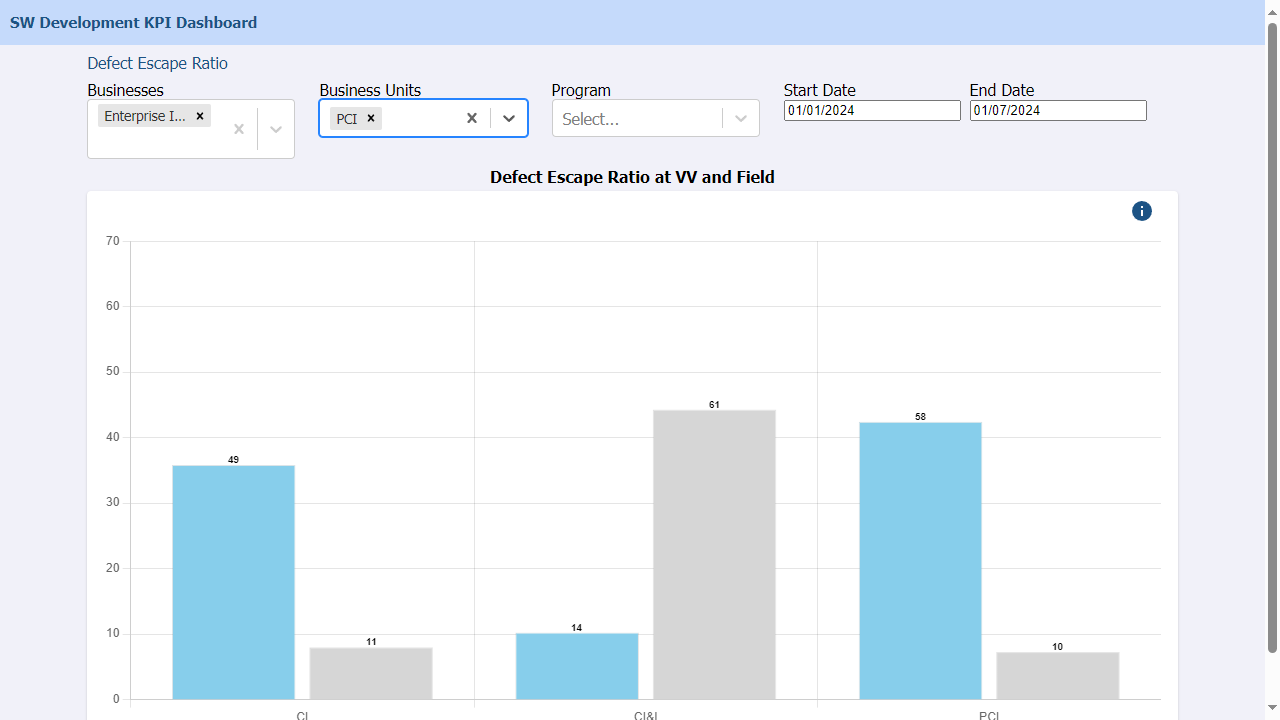 SW Development KPI Dashboard
Defect Escape Ratio
Businesses
Business Units
Program
Start Date
End Date
Enterprise I...
PCI
Select...
01/01/2024
01/07/2024
Defect Escape Ratio at VV and Field
70
60
50
40
30
20
10
0
49
11
14
61
58
10
CI
CI&I
PCI